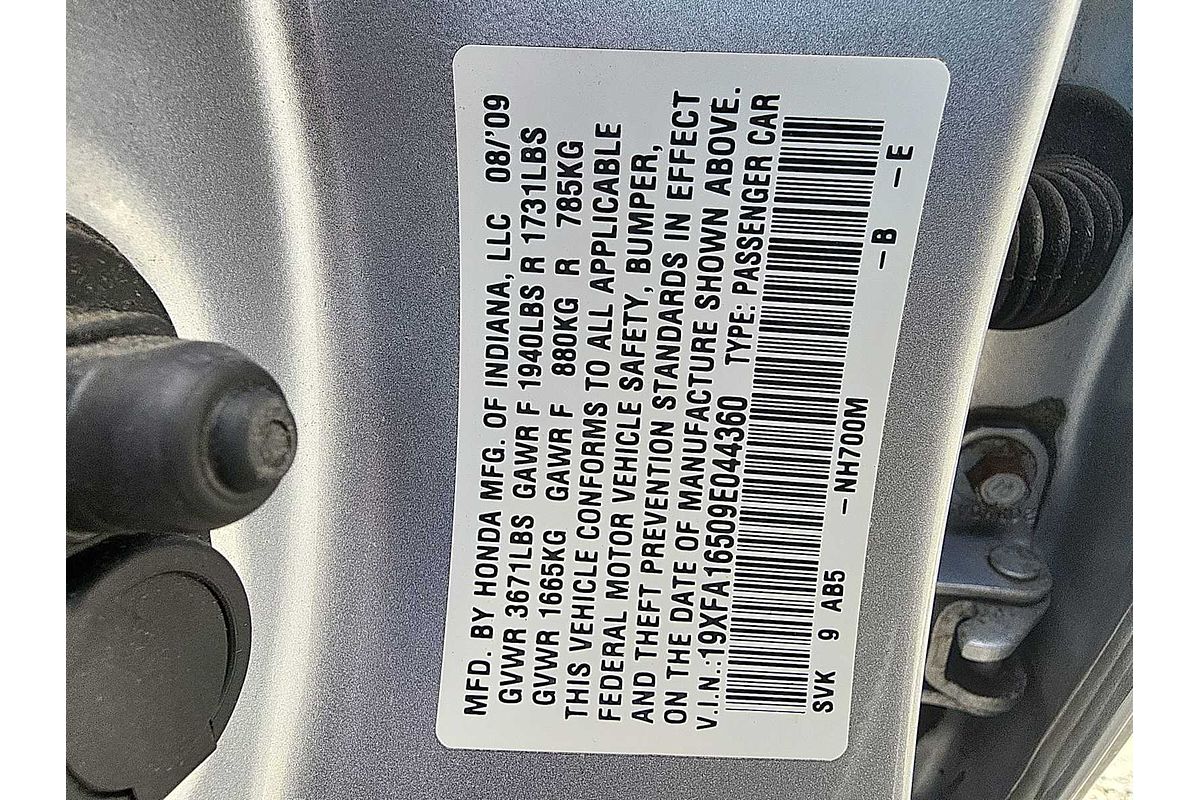 MFD. BY HONDA MFG. OF INDIANA, LLC 08/'09
GVWR 3671LBS GAWR F 1940LBS R 1731LBS
GVWR 1665KG GAWR F 880KG R 785KG
THIS VEHICLE CONFORMS TO ALL APPLICABLE
FEDERAL MOTOR VEHICLE SAFETY, BUMPER,
AND THEFT PREVENTION STANDARDS IN EFFECT
ON THE DATE OF MANUFACTURE SHOWN ABOVE.
V.I.N.:19XFA16509E044360 TYPE: PASSENGER CAR
SVK 9 AB5 -NH700M -B -E